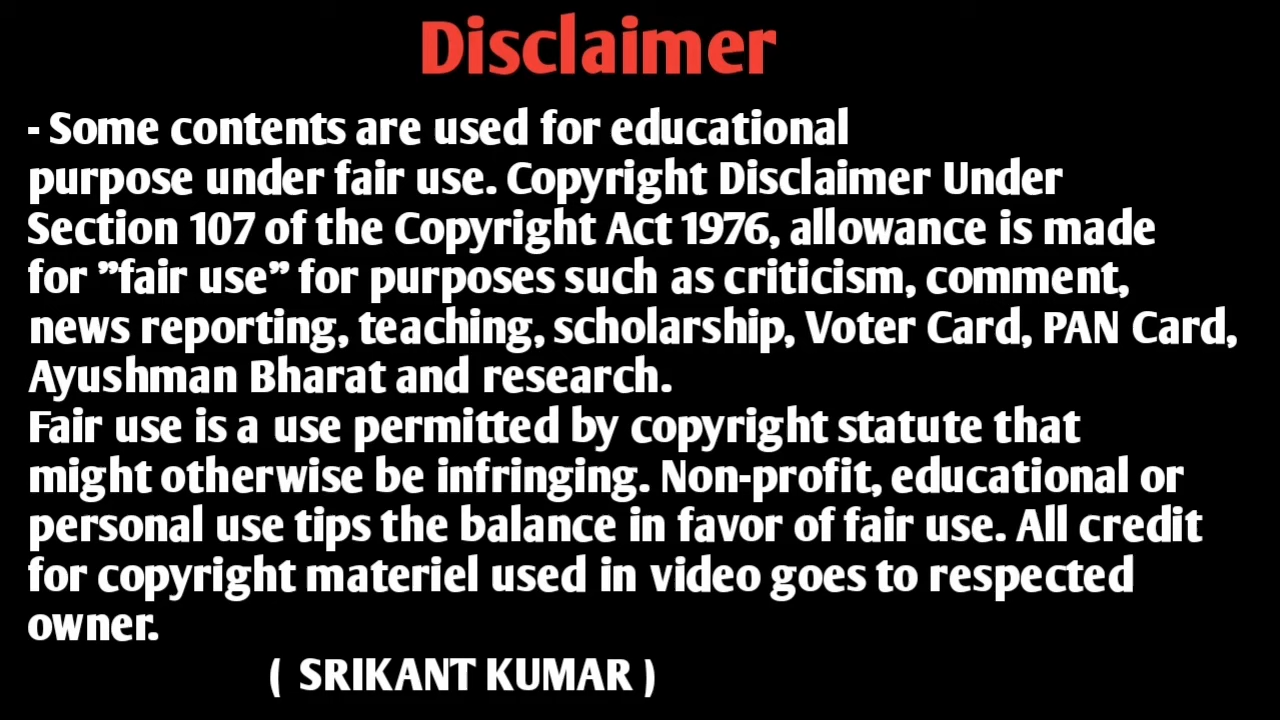 Disclaimer
- Some contents are used for educational
purpose under fair use. Copyright Disclaimer Under
Section 107 of the Copyright Act 1976, allowance is made
for ”fair use” for purposes such as criticism, comment,
news reporting, teaching, scholarship, Voter Card, PAN Card,
Ayushman Bharat and research.
Fair use is a use permitted by copyright statute that
might otherwise be infringing. Non-profit, educational or
personal use tips the balance in favor of fair use. All credit
for copyright materiel used in video goes to respected
owner.
( SRIKANT KUMAR )